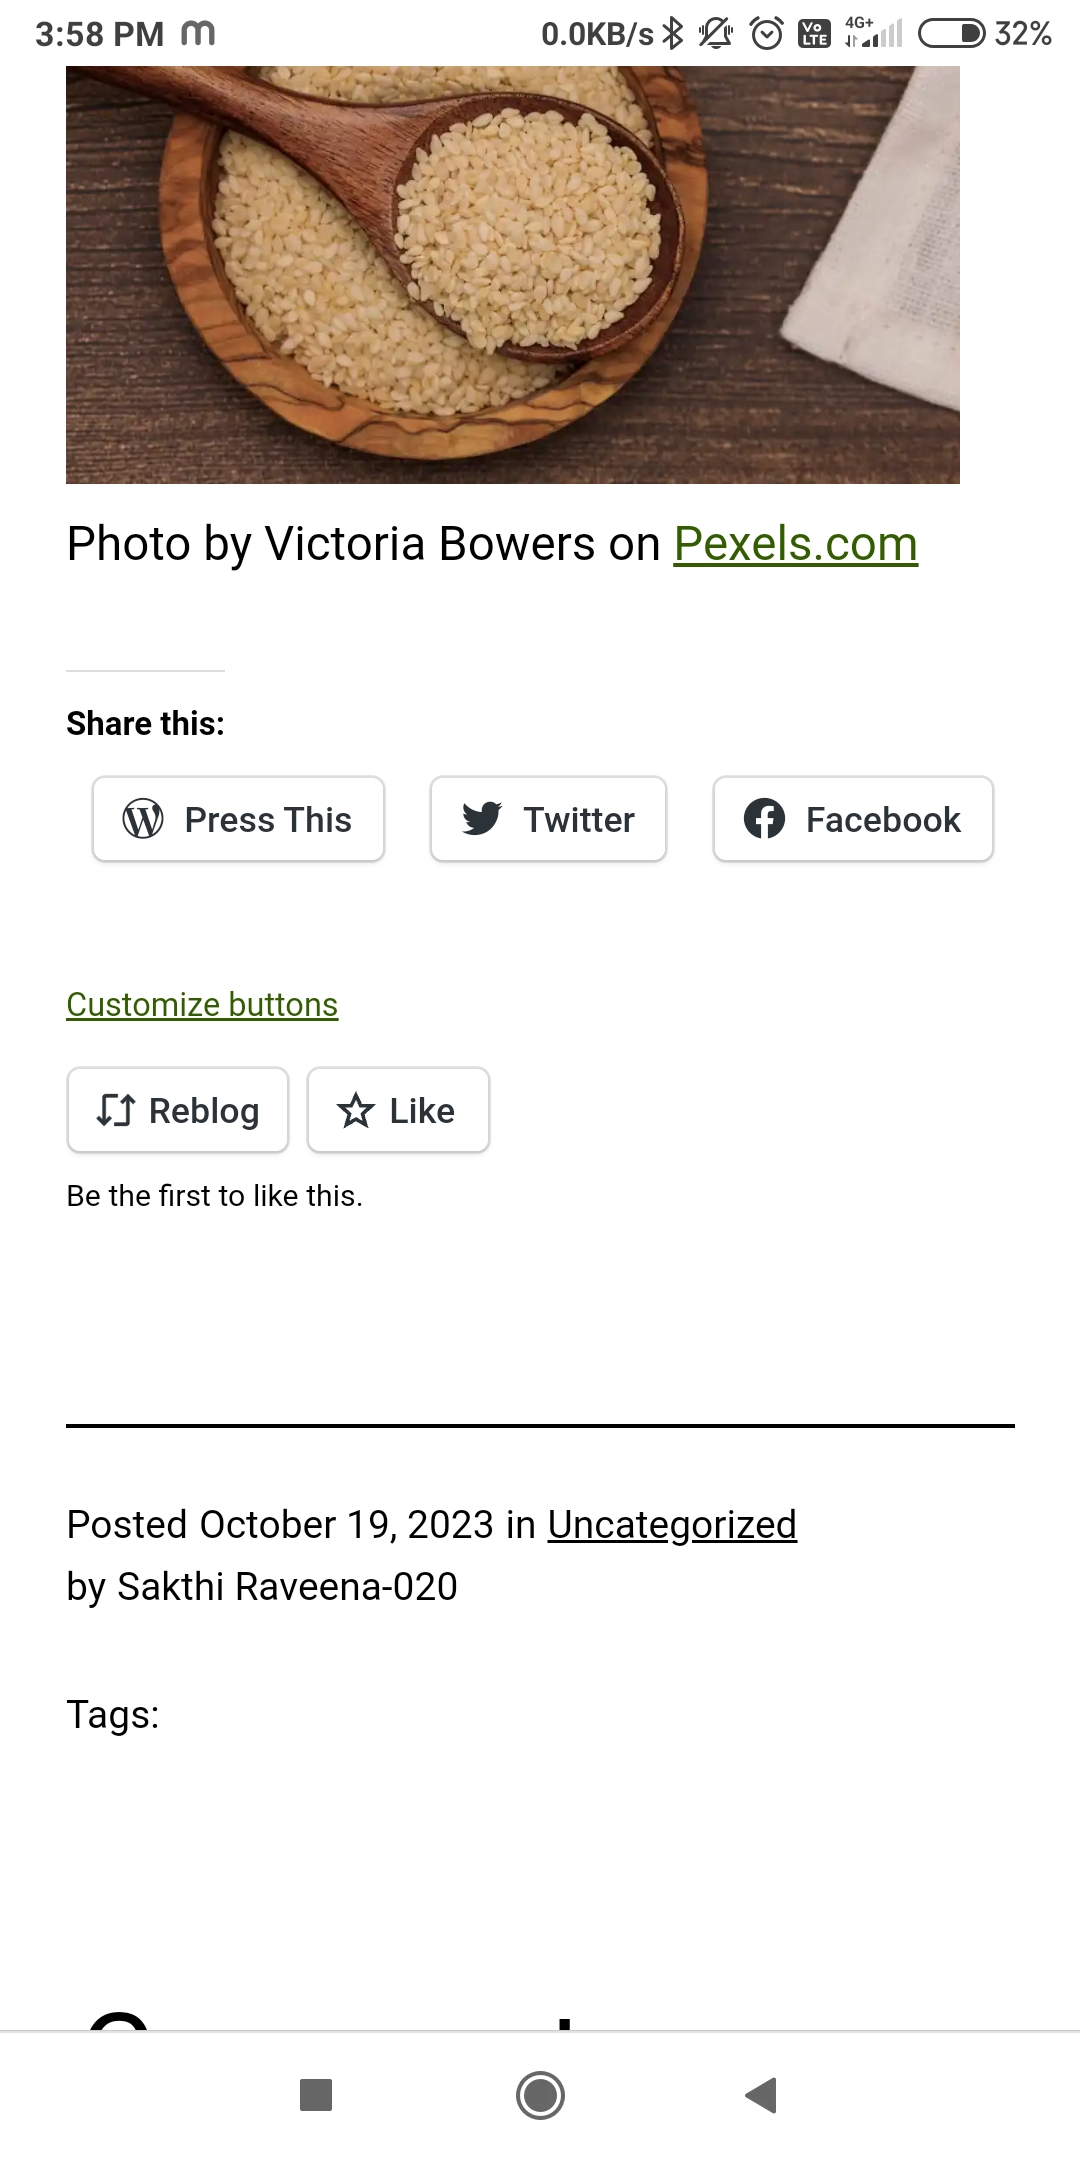 3:58 PM m 0.0KB/s Vo LTE 4G+ 32%
Photo by Victoria Bowers on Pexels.com
Share this:
Press This Twitter Facebook
Customize buttons
Reblog Like
Be the first to like this.
Posted October 19, 2023 in Uncategorized
by Sakthi Raveena-020
Tags: